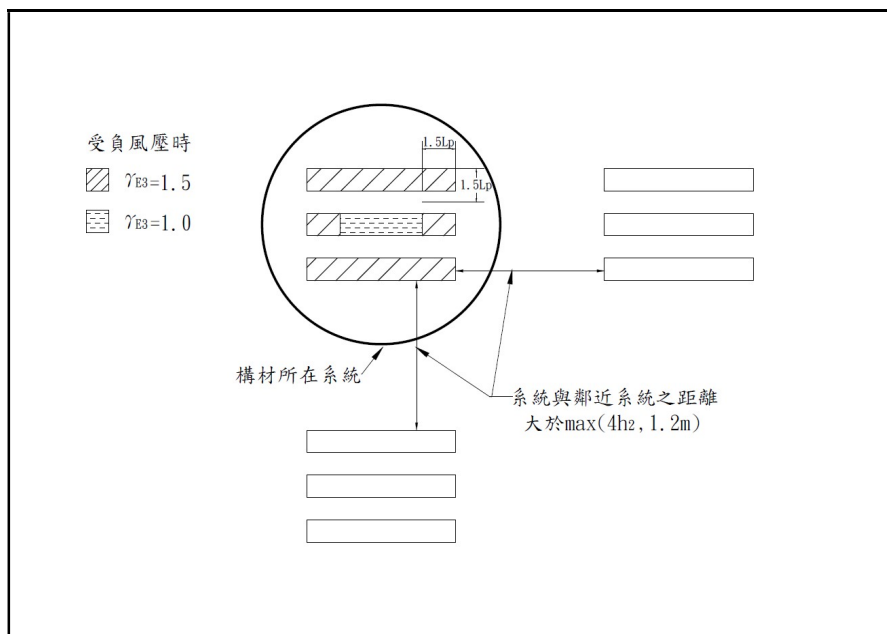 受負風壓時
γE3=1.5
γE3=1.0
1.5Lp
1.5Lp
構材所在系統
系統與鄰近系統之距離
大於max(4h2,1.2m)